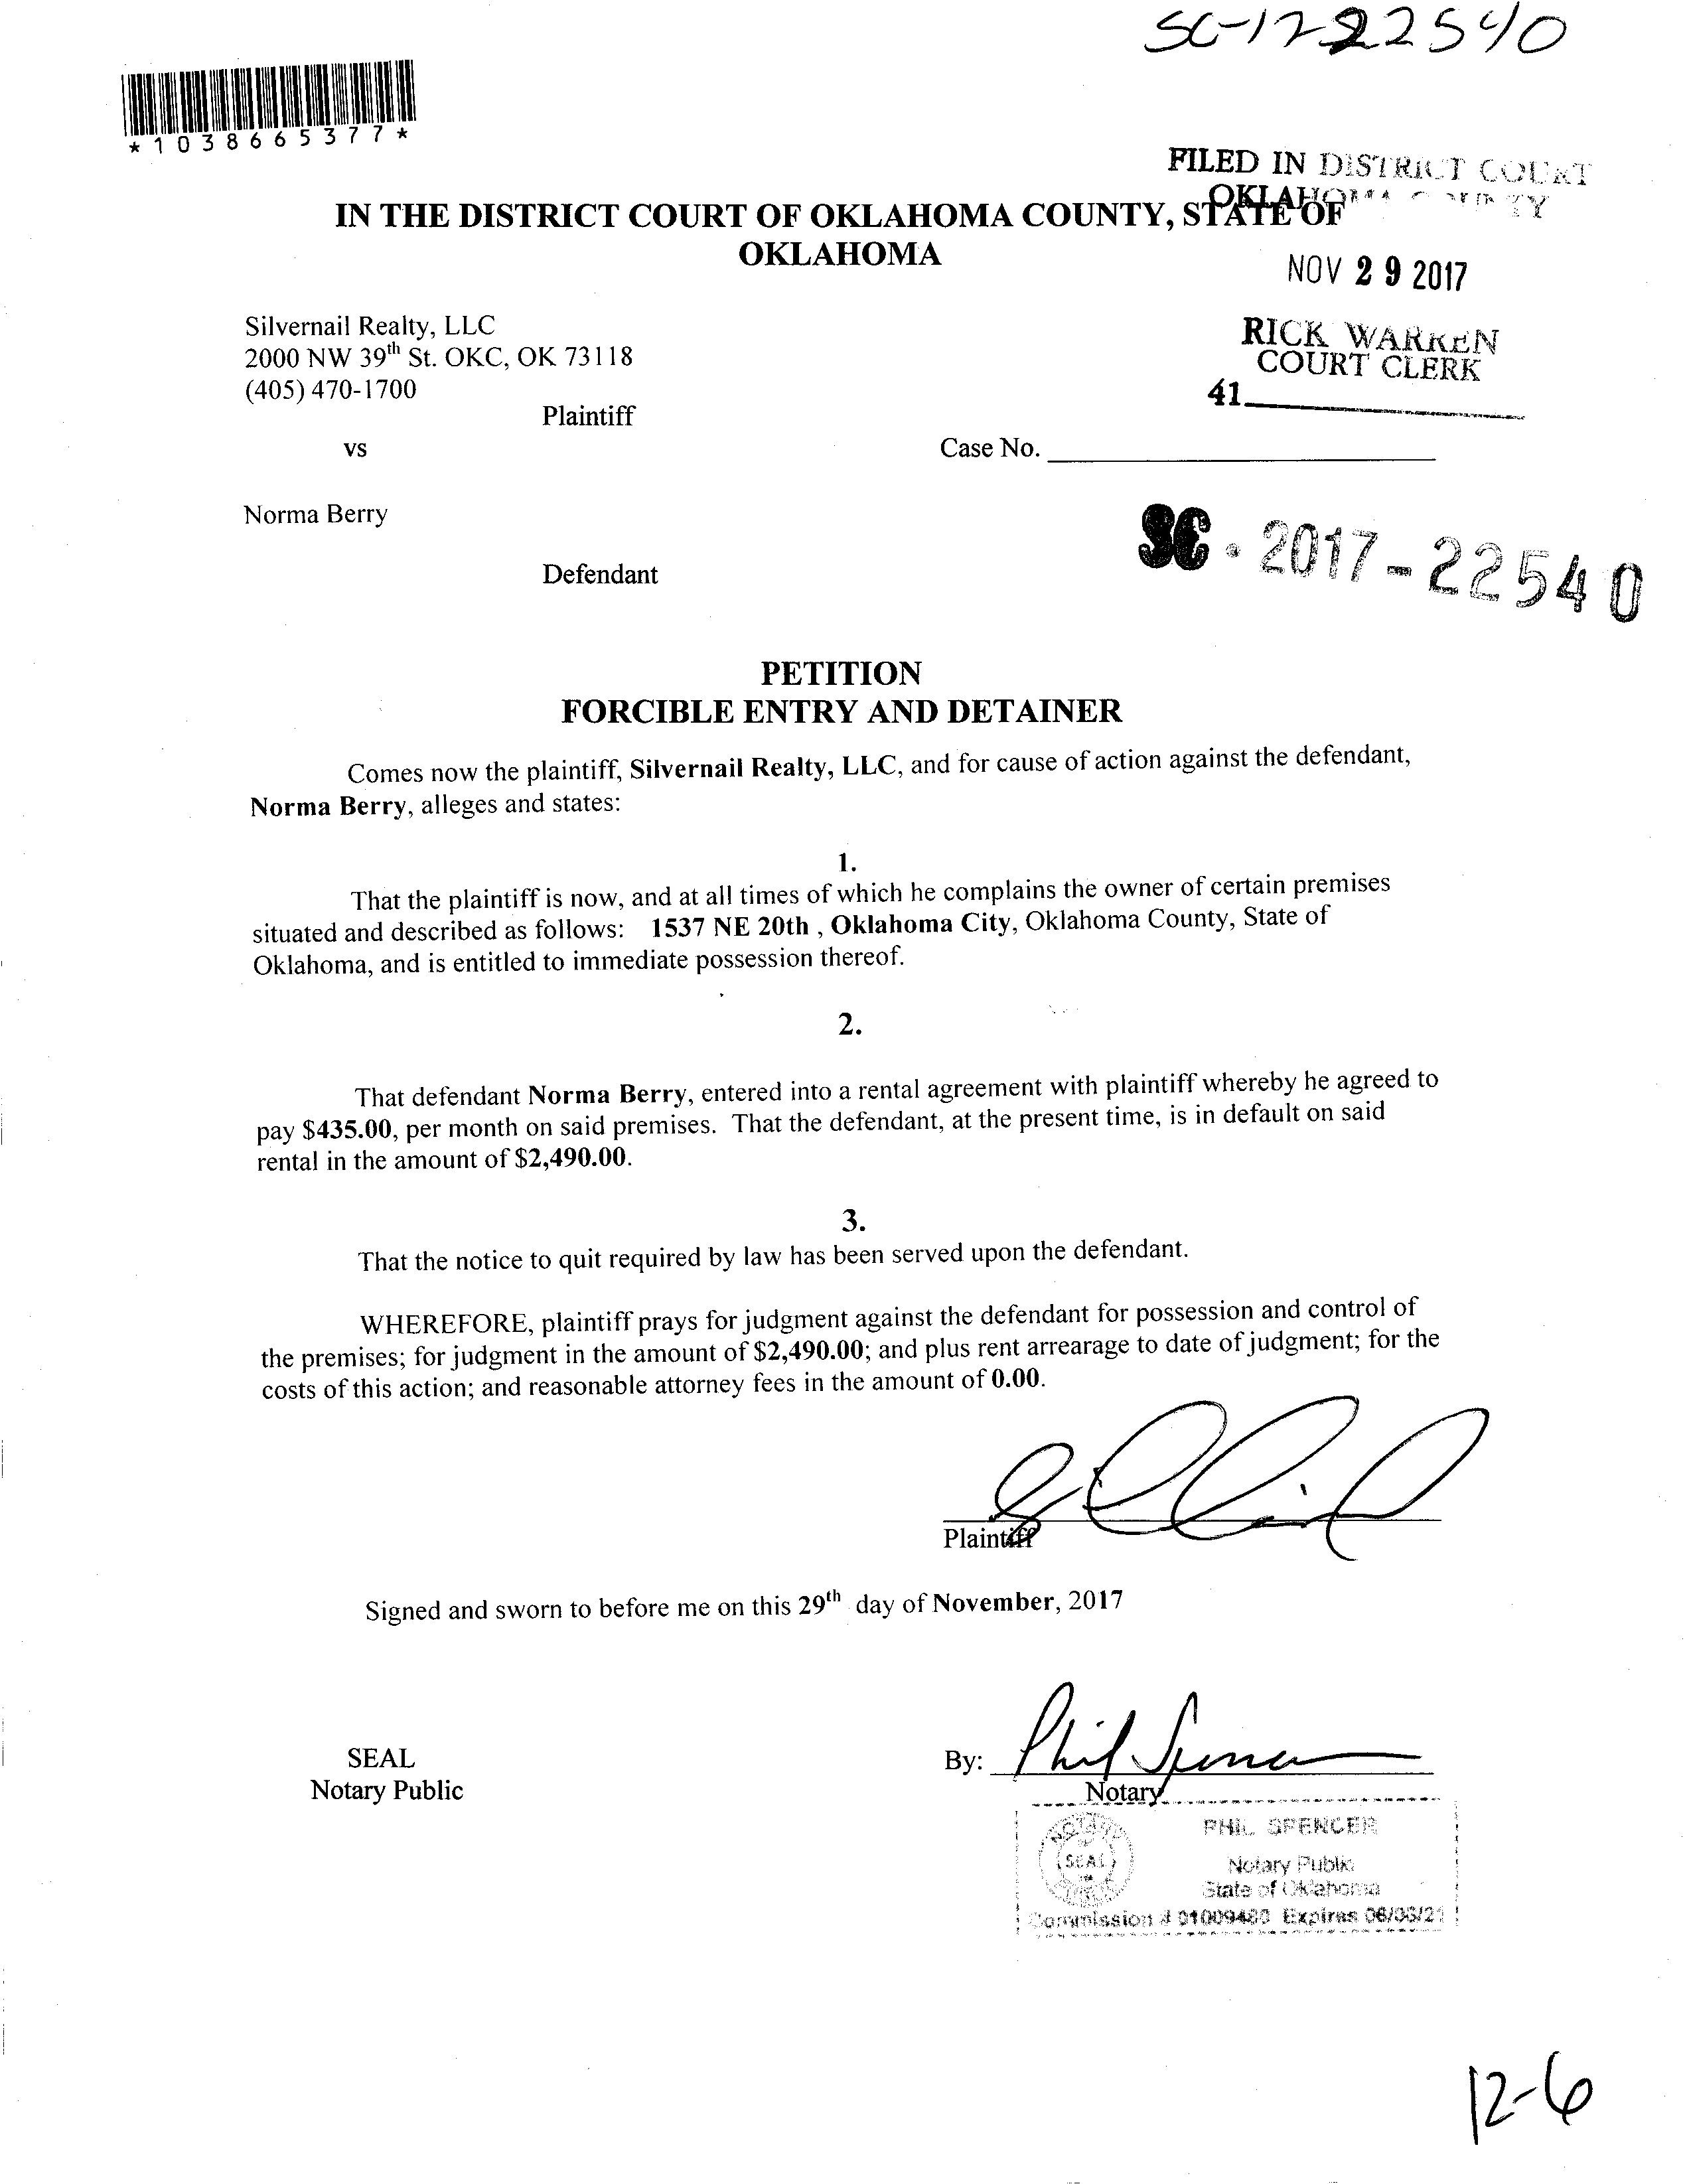 SC-17-22540
*1038665377*
FILED IN DISTRICT COURT
OKLAHOMA COUNTY
IN THE DISTRICT COURT OF OKLAHOMA COUNTY, STATE OF
OKLAHOMA
NOV 29 2017
Silvernail Realty, LLC
2000 NW 39th St. OKC, OK 73118
(405) 470-1700
RICK WARREN
COURT CLERK
41
Plaintiff
vs
Case No.
Norma Berry
SC - 2017-22540
Defendant
PETITION
FORCIBLE ENTRY AND DETAINER
Comes now the plaintiff, Silvernail Realty, LLC, and for cause of action against the defendant,
Norma Berry, alleges and states:
1.
That the plaintiff is now, and at all times of which he complains the owner of certain premises
situated and described as follows: 1537 NE 20th , Oklahoma City, Oklahoma County, State of
Oklahoma, and is entitled to immediate possession thereof.
2.
That defendant Norma Berry, entered into a rental agreement with plaintiff whereby he agreed to
pay $435.00, per month on said premises. That the defendant, at the present time, is in default on said
rental in the amount of $2,490.00.
3.
That the notice to quit required by law has been served upon the defendant.
WHEREFORE, plaintiff prays for judgment against the defendant for possession and control of
the premises; for judgment in the amount of $2,490.00; and plus rent arrearage to date of judgment; for the
costs of this action; and reasonable attorney fees in the amount of 0.00.
Plaintiff
Signed and sworn to before me on this 29th day of November, 2017
SEAL
Notary Public
By: Phil Spencer
Notary
PHIL SPENCER
SEAL
Notary Public
State of Oklahoma
Commission # 01009480 Expires
12-6